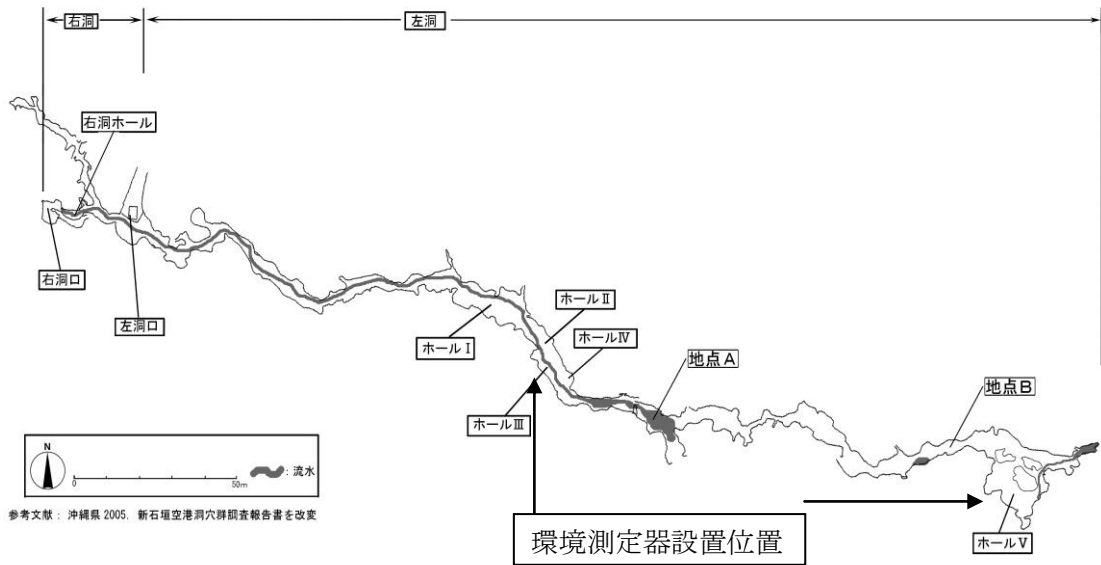 右洞
左洞
右洞ホール
右洞口
左洞口
ホールⅠ
ホールⅡ
ホールⅣ
ホールⅢ
地点A
地点B
ホールⅤ
N
0
50m
:流水
参考文献: 沖縄県 2005. 新石垣空港洞穴群調査報告書を改変
環境測定器設置位置